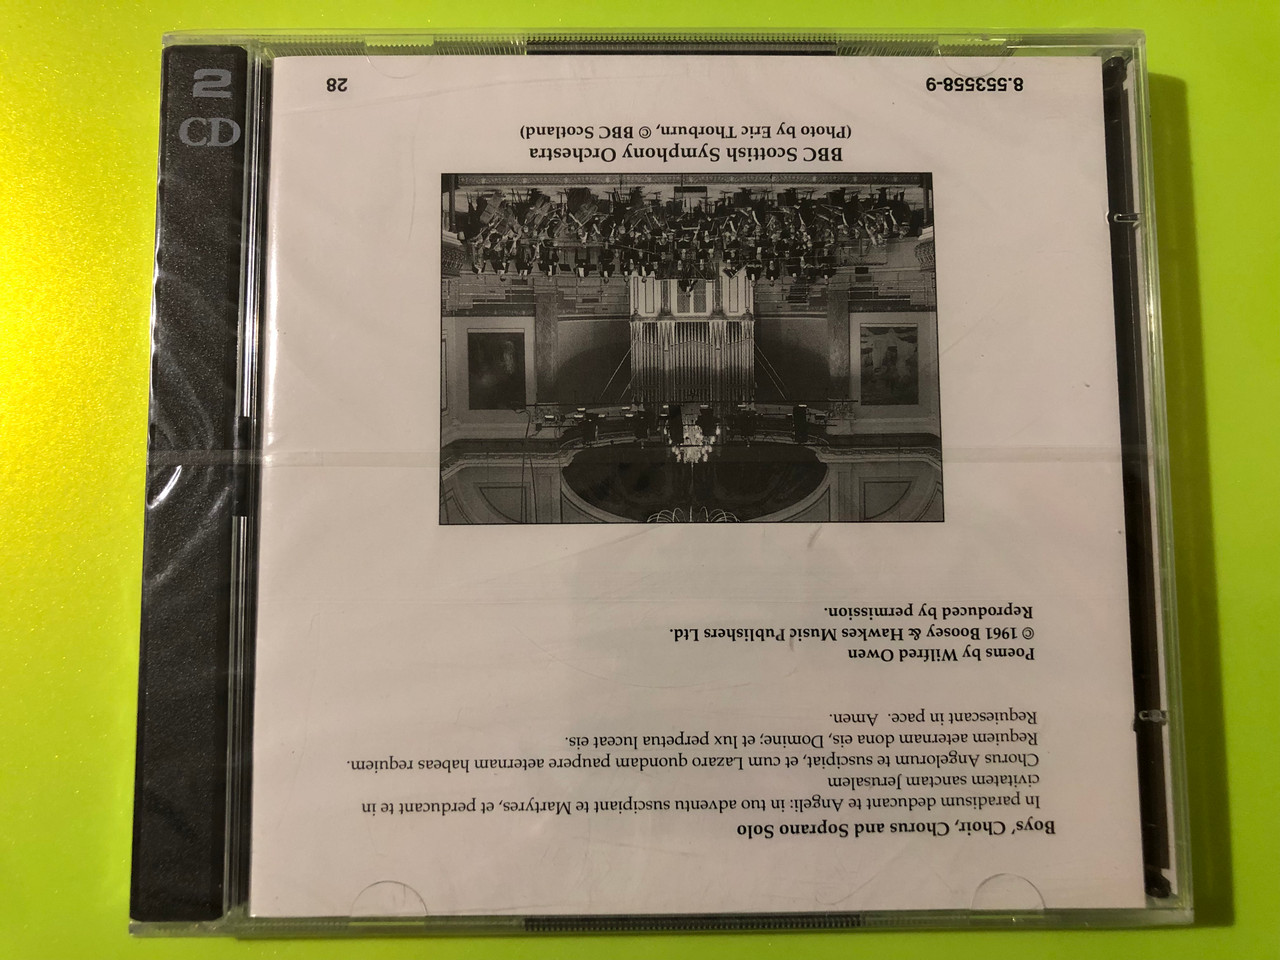 2
CD
Boys' Choir, Chorus and Soprano Solo
In paradisum deducant te Angeli: in tuo adventu suscipiant te Martyres, et perducant te in
civitatem sanctam Jerusalem
Chorus Angelorum te suscipiat, et cum Lazaro quondam paupere aeternam habeas requiem.
Requiem aeternam dona eis, Domine; et lux perpetua luceat eis.
Requiescant in pace. Amen.
Poems by Wilfred Owen
© 1961 Boosey & Hawkes Music Publishers Ltd.
Reproduced by permission.
BBC Scottish Symphony Orchestra
(Photo by Eric Thorburn, © BBC Scotland)
8.553558-9 28